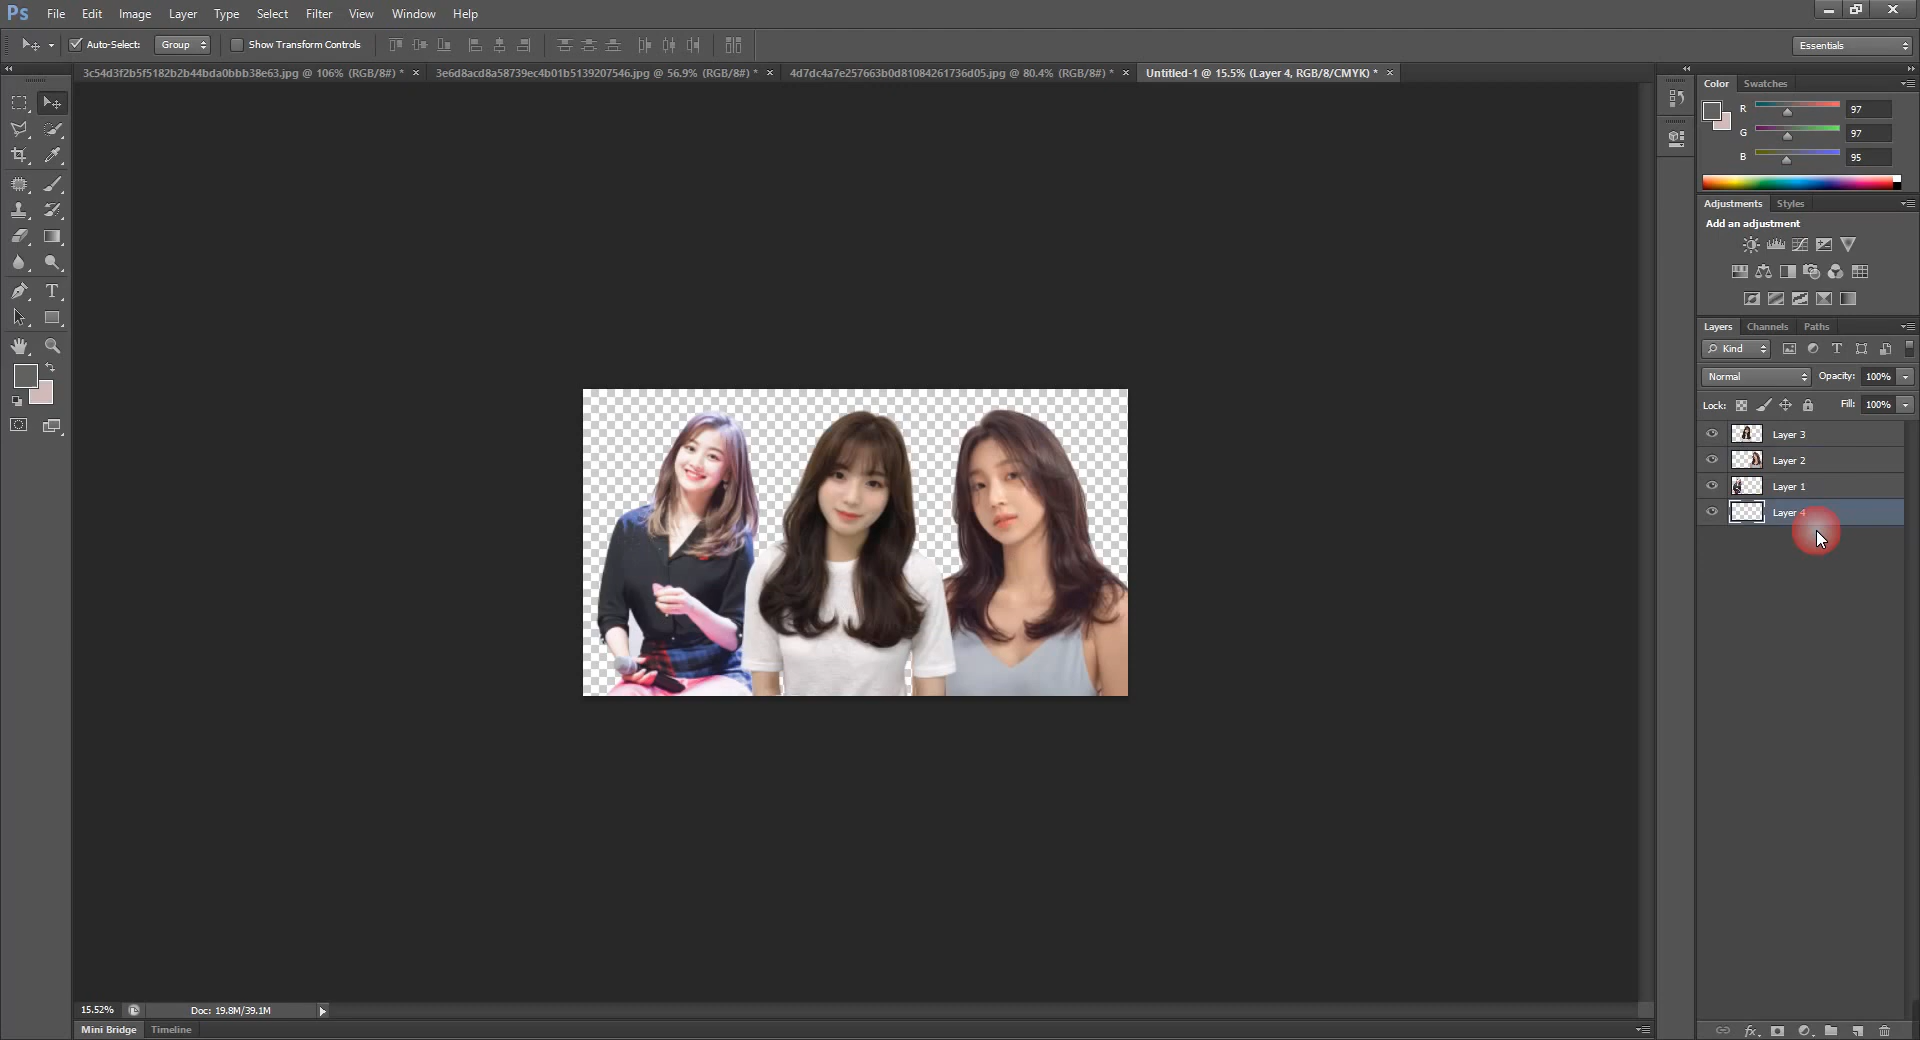 Ps File Edit Image Layer Type Select Filter View Window Help
Auto-Select: Group Show Transform Controls Essentials
3c54d3f2b5f5182b2b44bda0bbb38e63.jpg @ 106% (RGB/8#) * × 3e6d8acd8a58739ec4b01b5139207546.jpg @ 56.9% (RGB/8#) * × 4d7dc4a7e257663b0d81084261736d05.jpg @ 80.4% (RGB/8#) * × Untitled-1 @ 15.5% (Layer 4, RGB/8/CMYK) * ×
Color Swatches
R 97
G 97
B 95
Adjustments Styles
Add an adjustment
Layers Channels Paths
Kind
Normal Opacity: 100%
Lock: Fill: 100%
Layer 3
Layer 2
Layer 1
Layer 4
15.52% Doc: 19.8M/39.1M
Mini Bridge Timeline